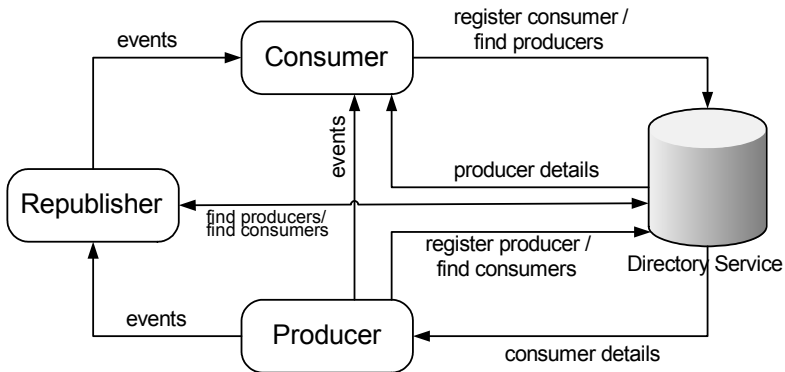 register consumer /
find producers
events
Consumer
events
producer details
Republisher
find producers/
find consumers
register producer /
find consumers
Directory Service
events
Producer
consumer details